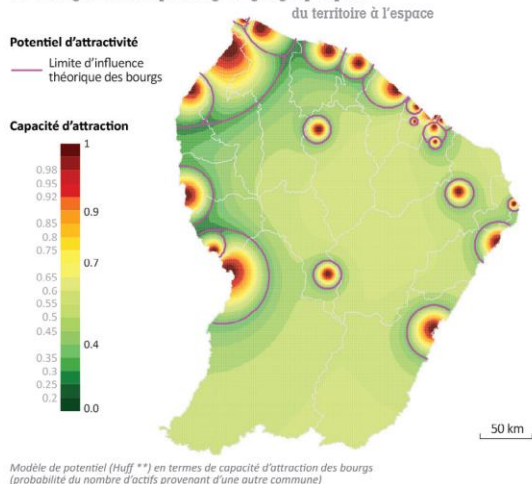 du territoire à l'espace
Potentiel d'attractivité
Limite d'influence
théorique des bourgs
Capacité d'attraction
1
0.98
0.95
0.92
0.9
0.85
0.8
0.75
0.7
0.65
0.6
0.55
0.5
0.45
0.4
0.35
0.3
0.25
0.2
0.0
50 km
Modèle de potentiel (Huff **) en termes de capacité d'attraction des bourgs
(probabilité du nombre d'actifs provenant d'une autre commune)